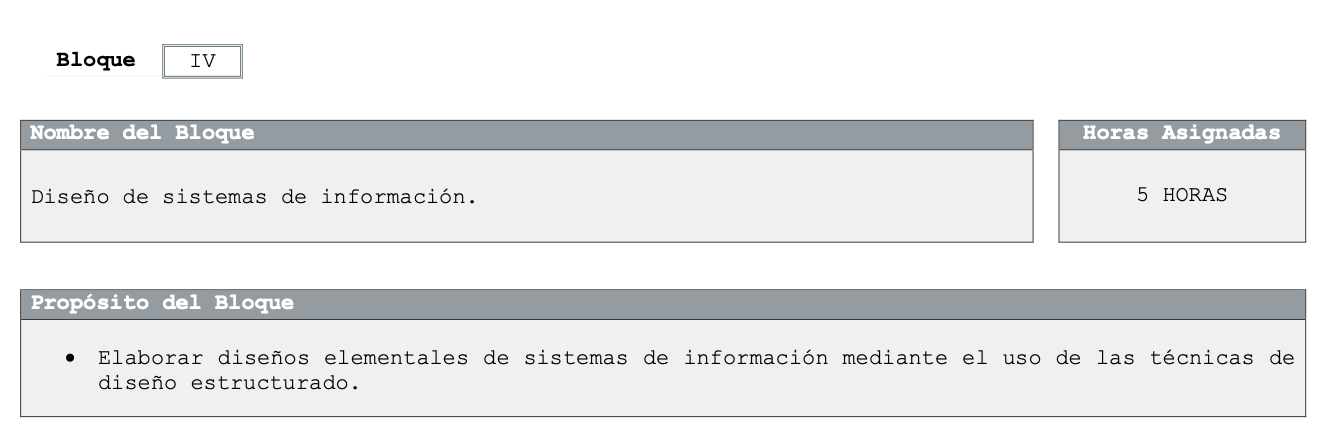 Bloque IV
Nombre del Bloque
Diseño de sistemas de información.
Horas Asignadas
5 HORAS
Propósito del Bloque
• Elaborar diseños elementales de sistemas de información mediante el uso de las técnicas de
diseño estructurado.